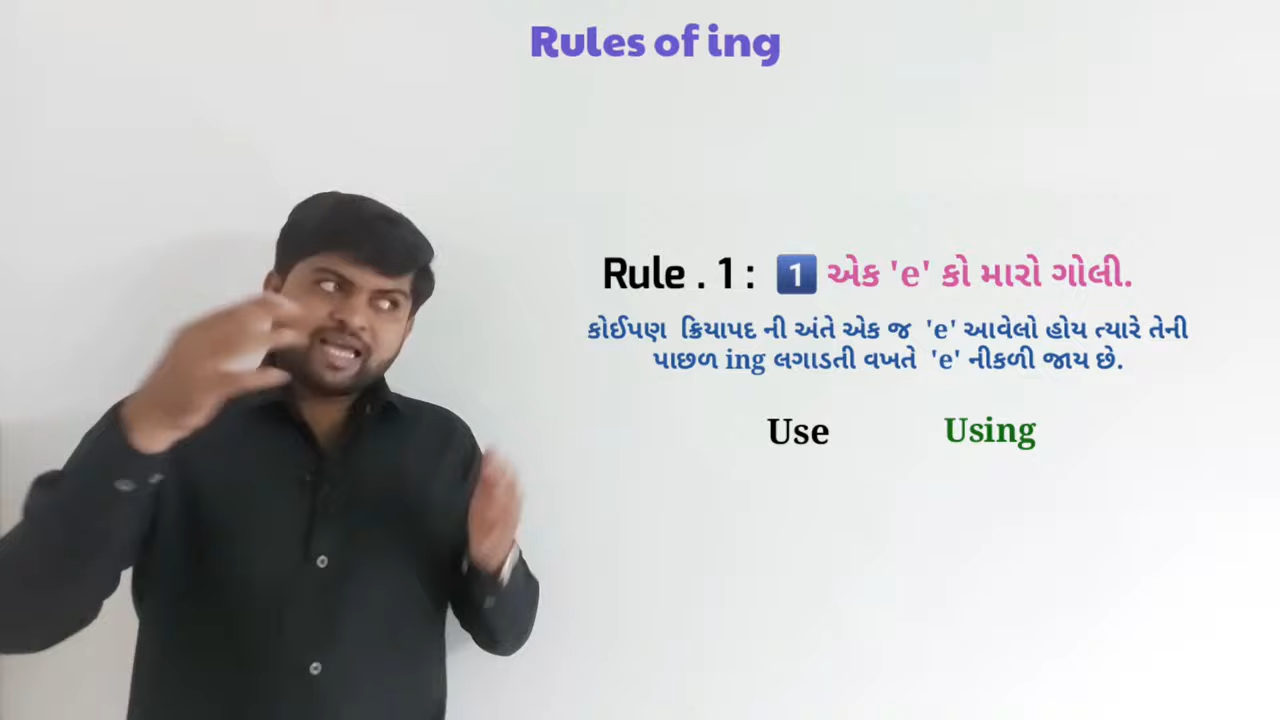 Rules of ing
Rule . 1 : 1️⃣ એક 'e' કો મારો ગોલી.
કોઈપણ ક્રિયાપદ ની અંતે એક જ 'e' આવેલો હોય ત્યારે તેની
પાછળ ing લગાડતી વખતે 'e' નીકળી જાય છે.
Use Using